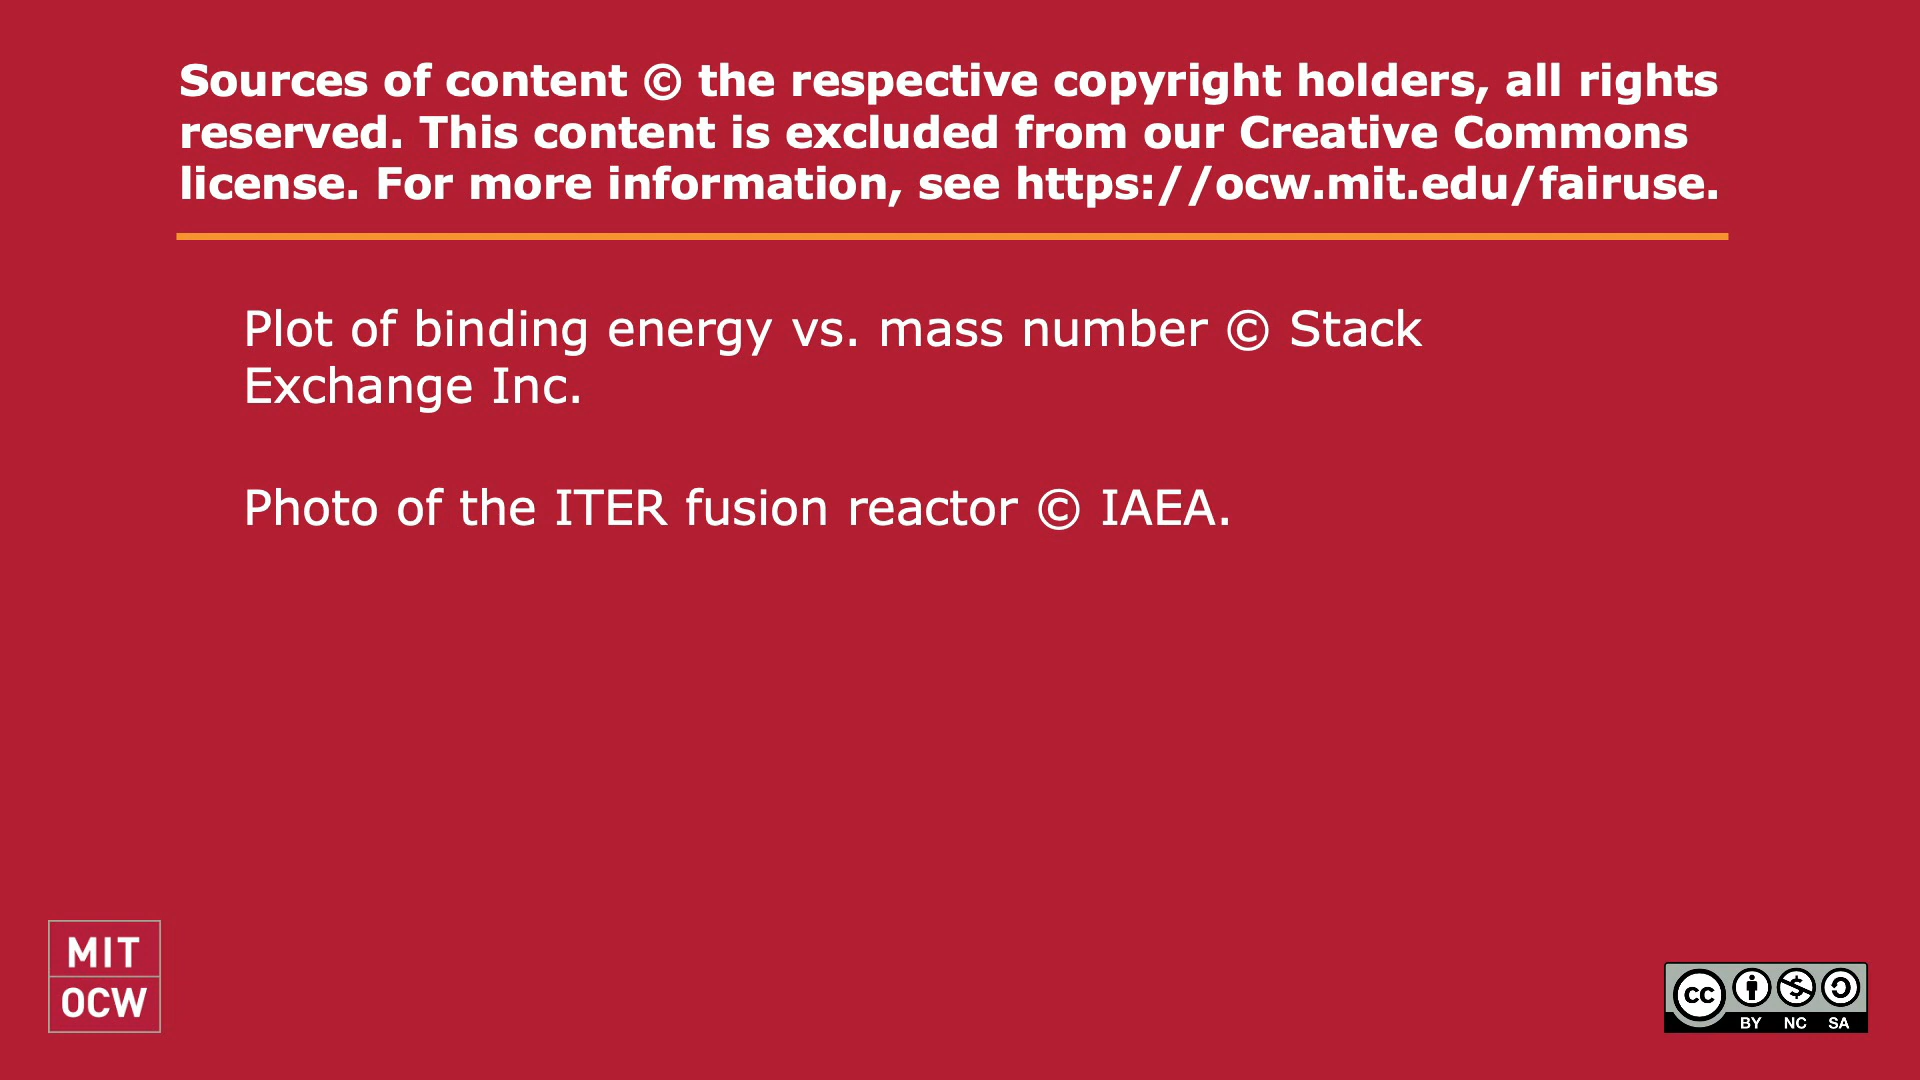 Sources of content © the respective copyright holders, all rights
reserved. This content is excluded from our Creative Commons
license. For more information, see https://ocw.mit.edu/fairuse.
Plot of binding energy vs. mass number © Stack
Exchange Inc.
Photo of the ITER fusion reactor © IAEA.
MIT
OCW
CC
BY NC SA